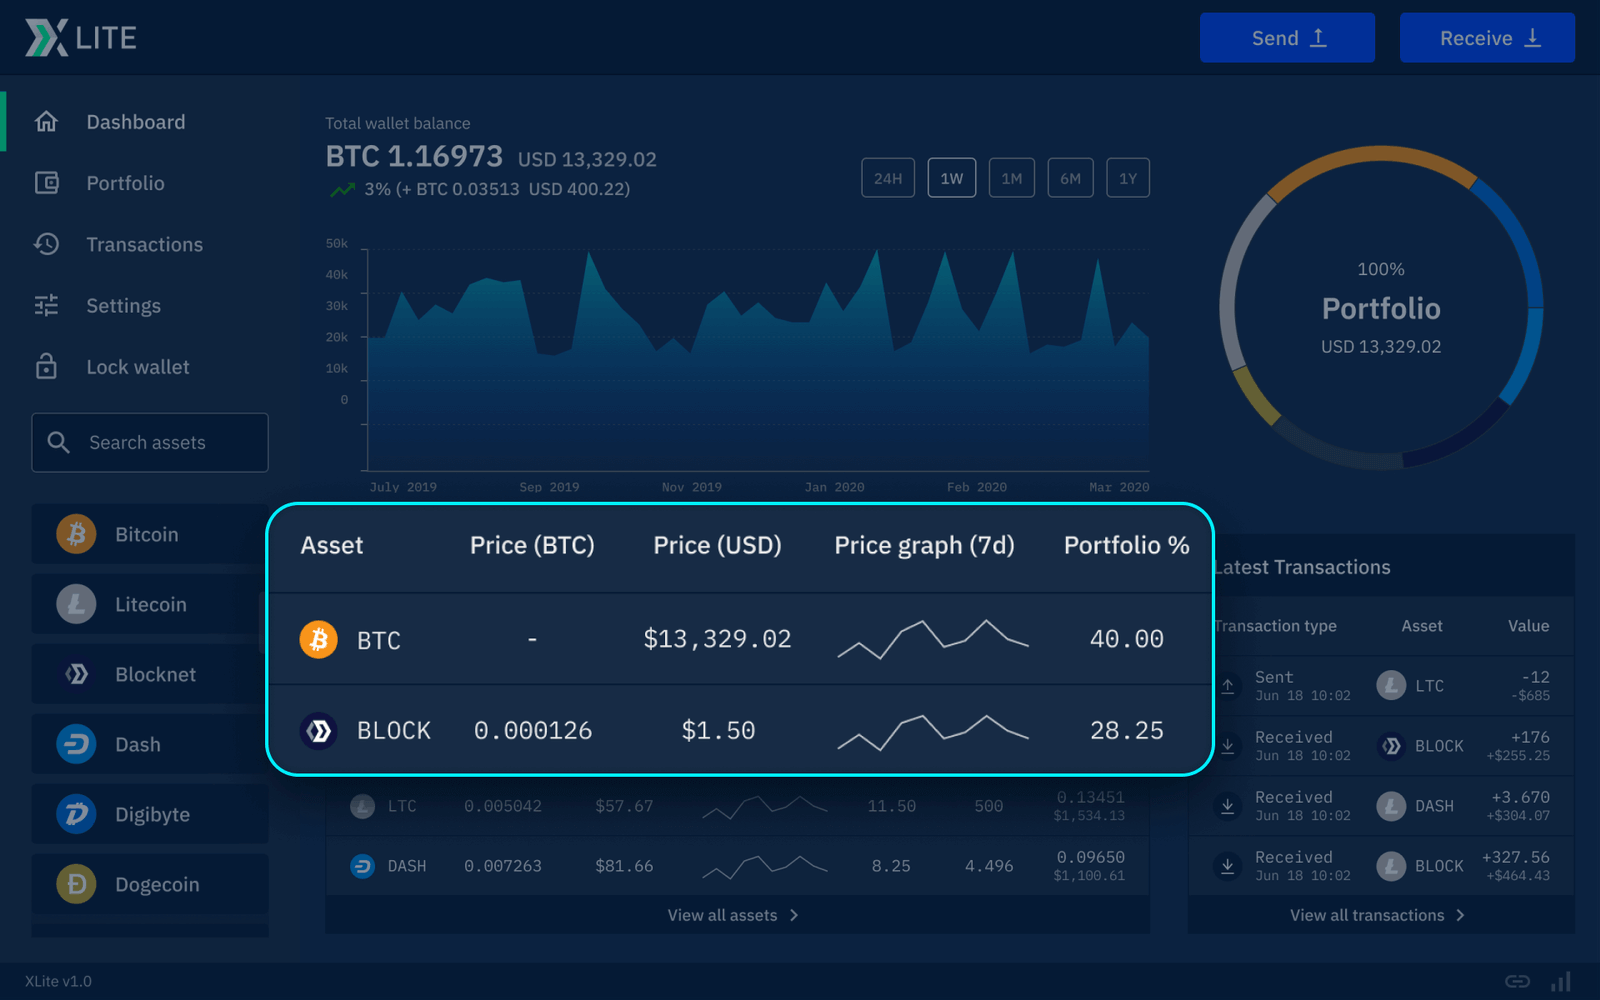 XLITE
Send
Receive
Dashboard
Portfolio
Transactions
Settings
Lock wallet
Search assets
Bitcoin
Litecoin
Blocknet
Dash
Digibyte
Dogecoin
Total wallet balance
BTC 1.16973 USD 13,329.02
3% (+ BTC 0.03513 USD 400.22)
24H 1W 1M 6M 1Y
50k
40k
30k
20k
10k
0
July 2019 Sep 2019 Nov 2019 Jan 2020 Feb 2020 Mar 2020
100%
Portfolio
USD 13,329.02
Asset Price (BTC) Price (USD) Price graph (7d) Portfolio %
BTC - $13,329.02 40.00
BLOCK 0.000126 $1.50 28.25
LTC 0.005042 $57.67 11.50 500 0.13451
$1,534.13
DASH 0.007263 $81.66 8.25 4.496 0.09650
$1,100.61
View all assets
Latest Transactions
Transaction type Asset Value
Sent LTC -12
Jun 18 10:02 -$685
Received BLOCK +176
Jun 18 10:02 +$255.25
Received DASH +3.670
Jun 18 10:02 +$304.07
Received BLOCK +327.56
Jun 18 10:02 +$464.43
View all transactions
XLite v1.0